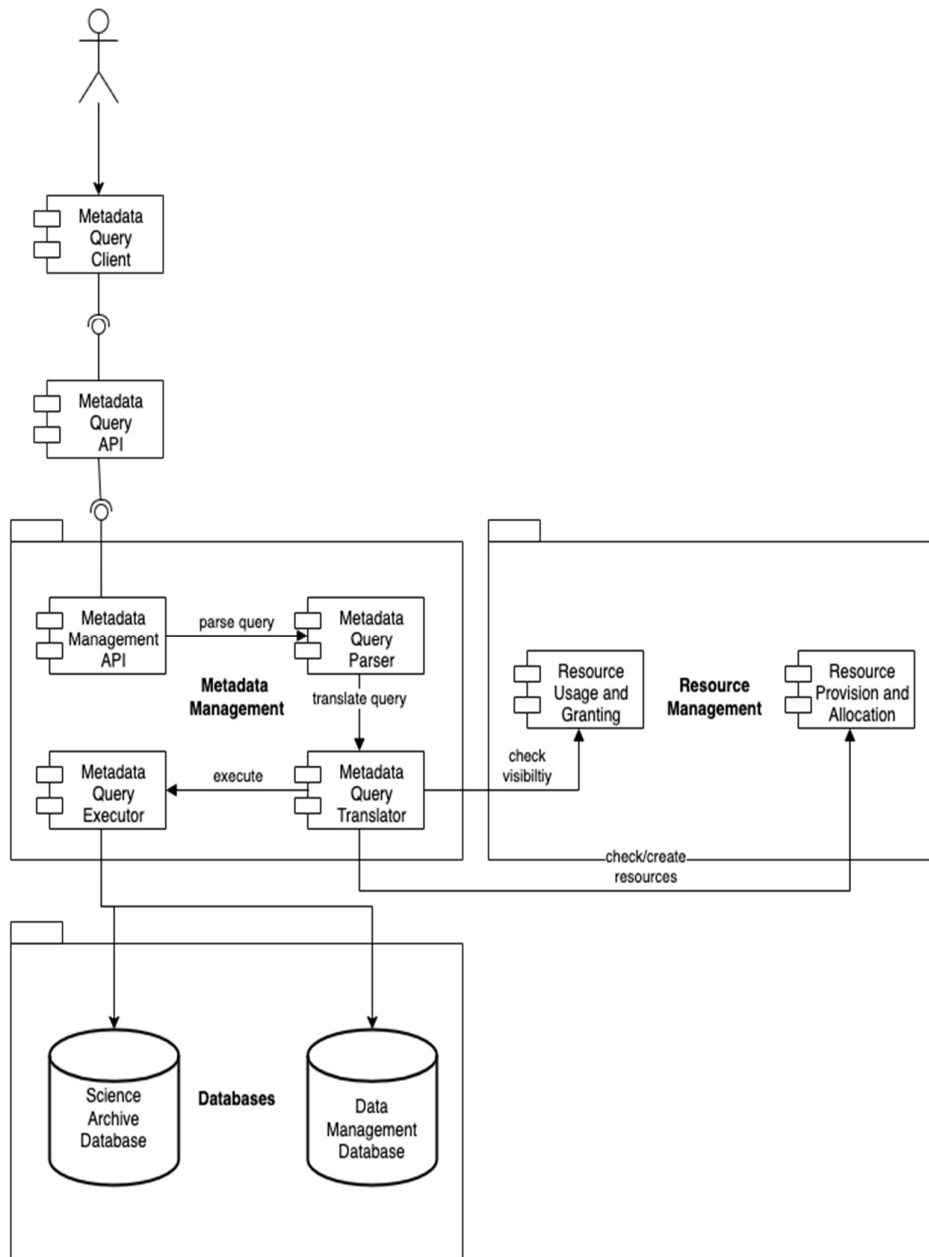 Metadata
Query
Client
Metadata
Query
API
Metadata
Management
API
parse query
Metadata
Query
Parser
Metadata
Management
translate query
Resource
Usage and
Granting
Resource
Management
Resource
Provision and
Allocation
Metadata
Query
Executor
execute
Metadata
Query
Translator
check
visibiltiy
check/create
resources
Science
Archive
Database
Databases
Data
Management
Database